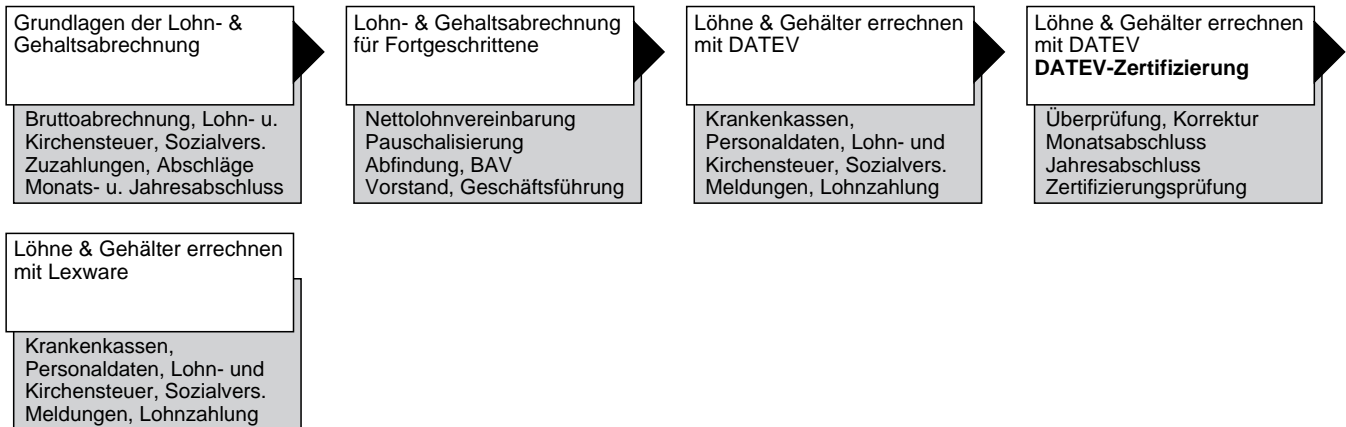 Grundlagen der Lohn- &
Gehaltsabrechnung
Bruttoabrechnung, Lohn- u.
Kirchensteuer, Sozialvers.
Zuzahlungen, Abschläge
Monats- u. Jahresabschluss
Lohn- & Gehaltsabrechnung
für Fortgeschrittene
Nettolohnvereinbarung
Pauschalisierung
Abfindung, BAV
Vorstand, Geschäftsführung
Löhne & Gehälter errechnen
mit DATEV
Krankenkassen,
Personaldaten, Lohn- und
Kirchensteuer, Sozialvers.
Meldungen, Lohnzahlung
Löhne & Gehälter errechnen
mit DATEV
DATEV-Zertifizierung
Überprüfung, Korrektur
Monatsabschluss
Jahresabschluss
Zertifizierungsprüfung
Löhne & Gehälter errechnen
mit Lexware
Krankenkassen,
Personaldaten, Lohn- und
Kirchensteuer, Sozialvers.
Meldungen, Lohnzahlung